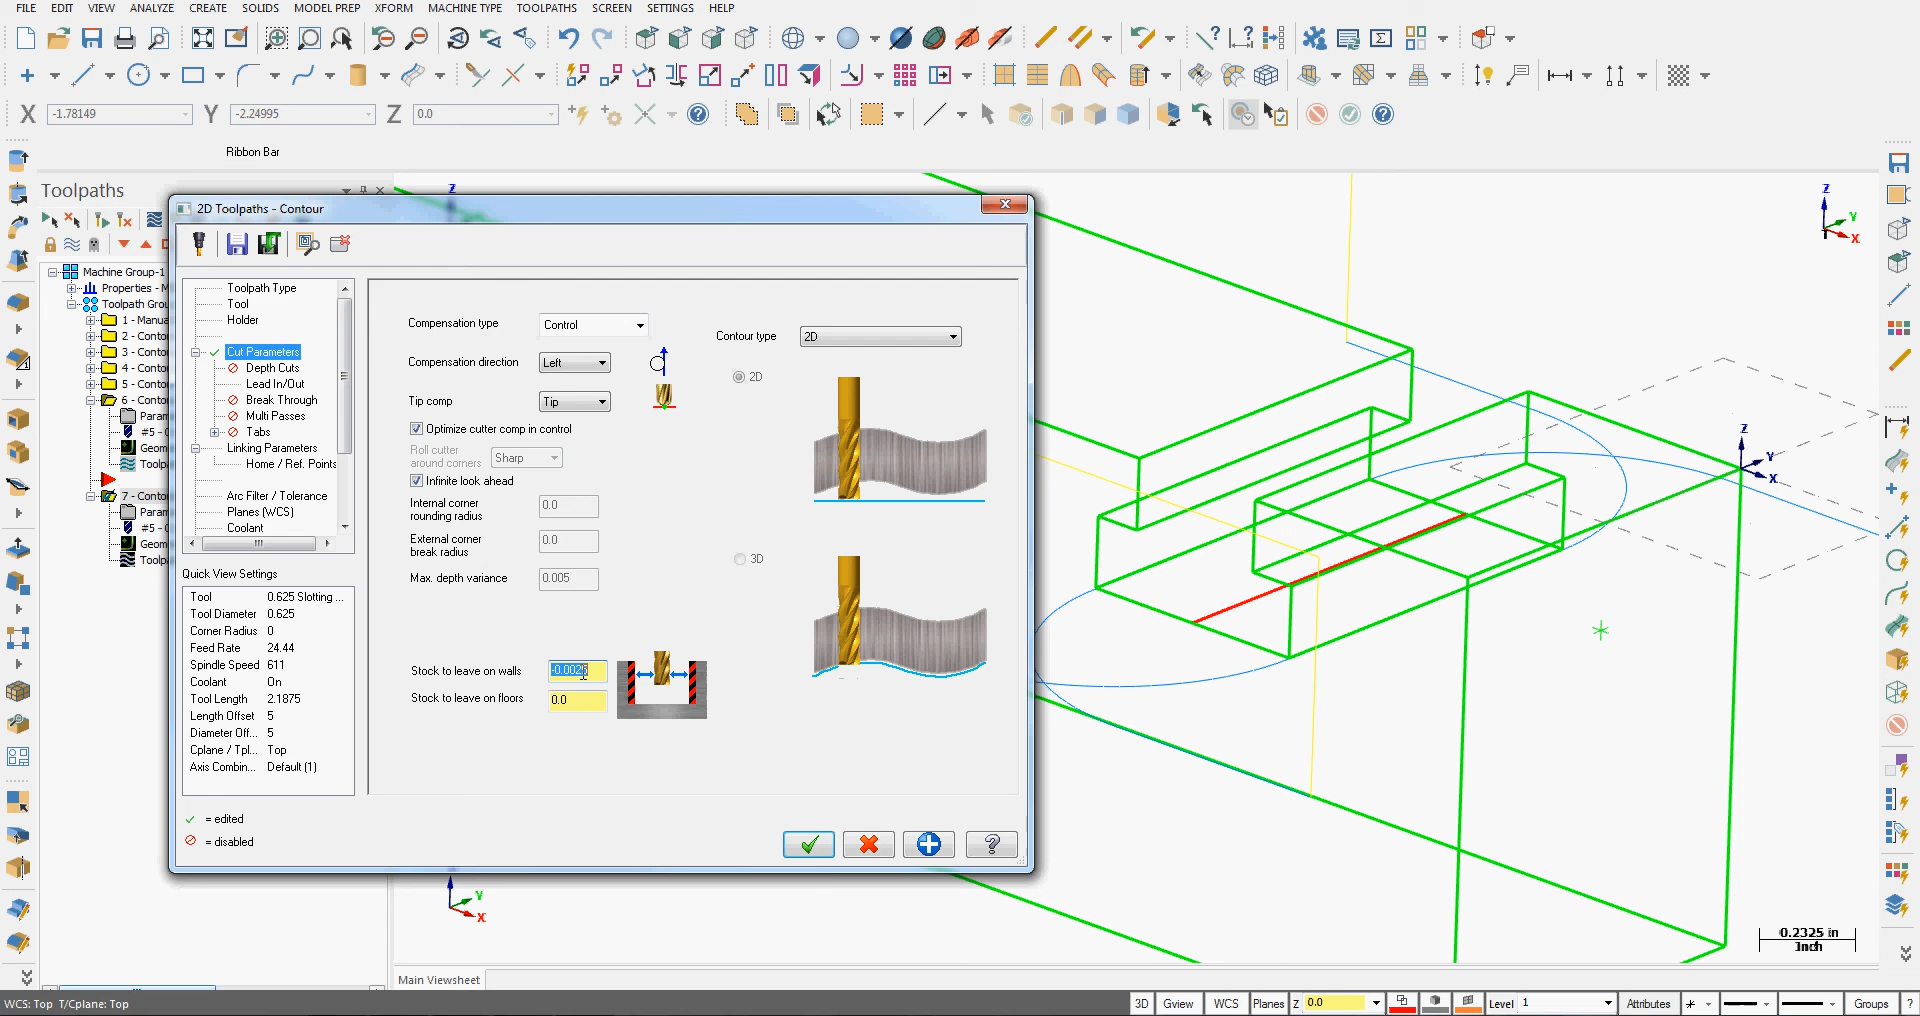 FILE EDIT VIEW ANALYZE CREATE SOLIDS MODEL PREP XFORM MACHINE TYPE TOOLPATHS SCREEN SETTINGS HELP
X -1.78149 Y -2.24995 Z 0.0
Ribbon Bar
Toolpaths
Machine Group-1
Properties - M
Toolpath Grou
1 - Manua
2 - Conto
3 - Conto
4 - Conto
5 - Conto
6 - Conto
Param
#5 - 0
Geom
Toolp
7 - Conto
Param
#5 - 0
Geom
Toolp
2D Toolpaths - Contour
Toolpath Type
Tool
Holder
Cut Parameters
Depth Cuts
Lead In/Out
Break Through
Multi Passes
Tabs
Linking Parameters
Home / Ref. Points
Arc Filter / Tolerance
Planes (WCS)
Coolant
Quick View Settings
Tool 0.625 Slotting ...
Tool Diameter 0.625
Corner Radius 0
Feed Rate 24.44
Spindle Speed 611
Coolant On
Tool Length 2.1875
Length Offset 5
Diameter Off... 5
Cplane / Tpl... Top
Axis Combin... Default (1)
= edited
= disabled
Compensation type Control
Compensation direction Left
Tip comp Tip
Optimize cutter comp in control
Roll cutter
around corners Sharp
Infinite look ahead
Internal corner
rounding radius 0.0
External corner
break radius 0.0
Max. depth variance 0.005
Stock to leave on walls -0.0025
Stock to leave on floors 0.0
Contour type 2D
2D
3D
Z
Z
Y
X
Z
Y
X
Y
X
0.2325 in
Inch
Main Viewsheet
WCS: Top T/Cplane: Top
3D Gview WCS Planes Z 0.0 Level 1 Attributes Groups ?